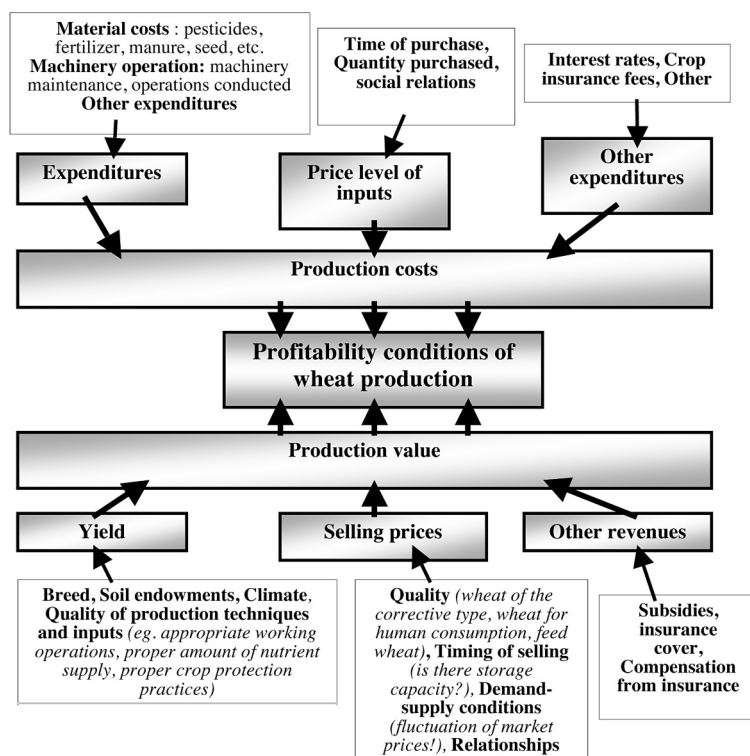 Material costs : pesticides,
fertilizer, manure, seed, etc.
Machinery operation: machinery
maintenance, operations conducted
Other expenditures
Time of purchase,
Quantity purchased,
social relations
Interest rates, Crop
insurance fees, Other
Expenditures
Price level of
inputs
Other
expenditures
Production costs
Profitability conditions of
wheat production
Production value
Yield
Selling prices
Other revenues
Breed, Soil endowments, Climate,
Quality of production techniques
and inputs (eg. appropriate working
operations, proper amount of nutrient
supply, proper crop protection
practices)
Quality (wheat of the
corrective type, wheat for
human consumption, feed
wheat), Timing of selling
(is there storage
capacity?), Demand-
supply conditions
(fluctuation of market
prices!), Relationships
Subsidies,
insurance
cover,
Compensation
from insurance